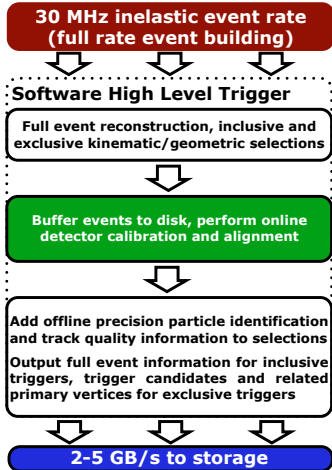 30 MHz inelastic event rate
(full rate event building)
Software High Level Trigger
Full event reconstruction, inclusive and
exclusive kinematic/geometric selections
Buffer events to disk, perform online
detector calibration and alignment
Add offline precision particle identification
and track quality information to selections
Output full event information for inclusive
triggers, trigger candidates and related
primary vertices for exclusive triggers
2-5 GB/s to storage